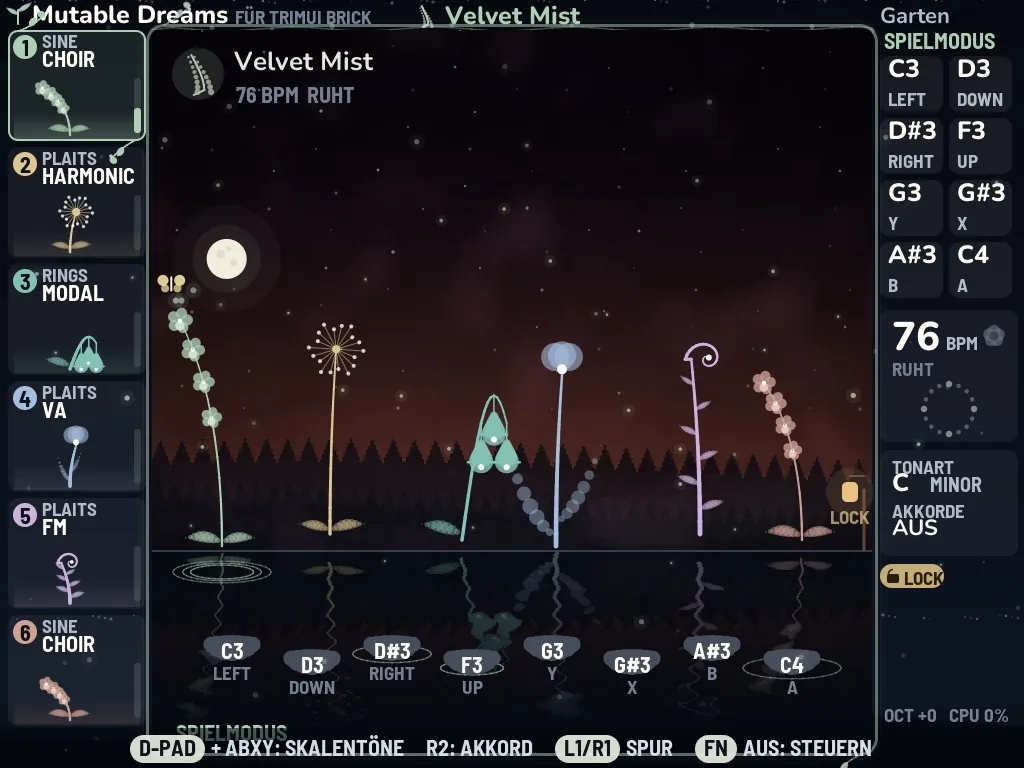 Mutable Dreams FÜR TRIMUI BRICK
Velvet Mist
Garten
1 SINE
CHOIR
2 PLAITS
HARMONIC
3 RINGS
MODAL
4 PLAITS
VA
5 PLAITS
FM
6 SINE
CHOIR
Velvet Mist
76 BPM RUHT
LOCK
C3
LEFT
D3
DOWN
D#3
RIGHT
F3
UP
G3
Y
G#3
X
A#3
B
C4
A
SPIELMODUS
SPIELMODUS
C3 D3
LEFT DOWN
D#3 F3
RIGHT UP
G3 G#3
Y X
A#3 C4
B A
76 BPM
RUHT
TONART
C MINOR
AKKORDE
AUS
LOCK
OCT +0 CPU 0%
D-PAD + ABXY: SKALENTÖNE R2: AKKORD L1/R1 SPUR FN AUS: STEUERN